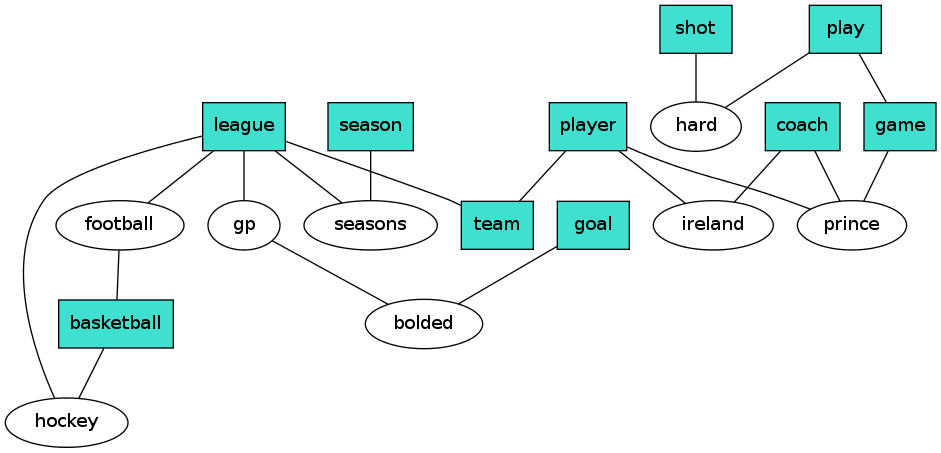 shot
play
league
season
player
hard
coach
game
football
gp
seasons
team
goal
ireland
prince
basketball
bolded
hockey